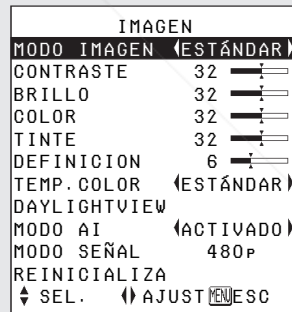 IMAGEN
MODO IMAGEN ESTÁNDAR
CONTRASTE 32
BRILLO 32
COLOR 32
TINTE 32
DEFINICION 6
TEMP.COLOR ESTÁNDAR
DAYLIGHTVIEW
MODO AI ACTIVADO
MODO SEÑAL 480P
REINICIALIZA
SEL. AJUST MENU ESC